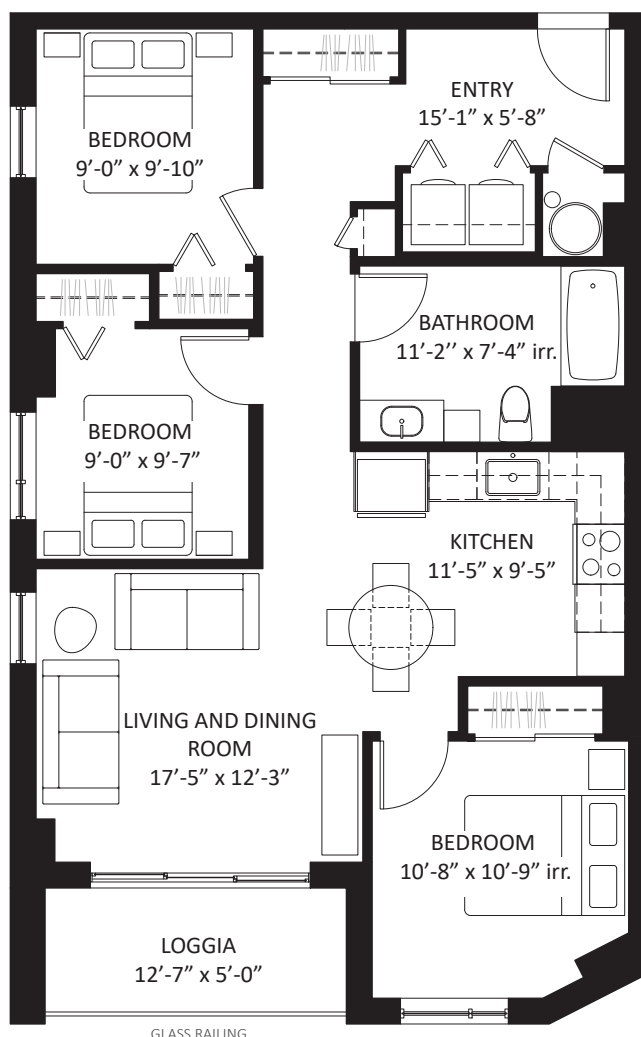 ENTRY
15’-1” x 5’-8”
BEDROOM
9’-0” x 9’-10”
BATHROOM
11’-2’’ x 7’-4” irr.
BEDROOM
9’-0” x 9’-7”
KITCHEN
11’-5” x 9’-5”
LIVING AND DINING
ROOM
17’-5” x 12’-3”
BEDROOM
10’-8” x 10’-9” irr.
LOGGIA
12’-7” x 5’-0”
GLASS RAILING